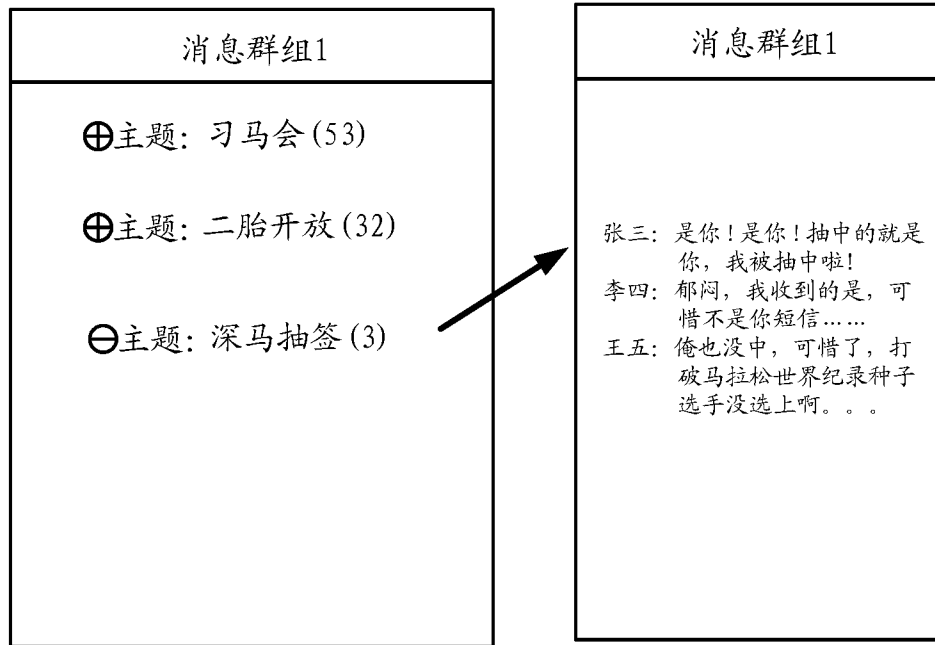 消息群组1
⊕主题: 习马会(53)
⊕主题: 二胎开放(32)
⊖主题: 深马抽签(3)
消息群组1
张三: 是你!是你!抽中的就是
你, 我被抽中啦!
李四: 郁闷, 我收到的是, 可
惜不是你短信……
王五: 俺也没中, 可惜了, 打
破马拉松世界纪录种子
选手没选上啊。。。